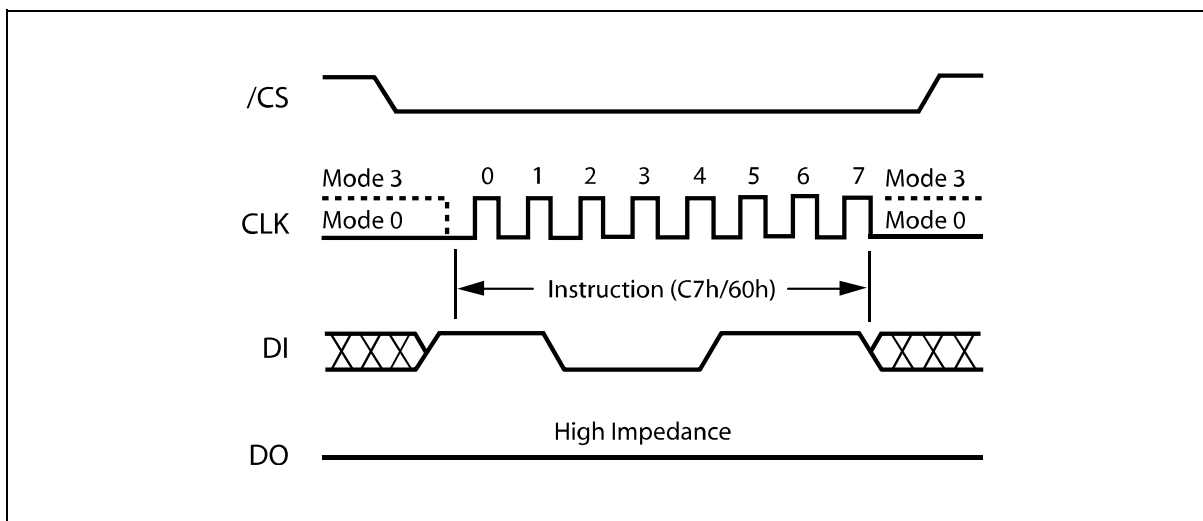 /CS
0 1 2 3 4 5 6 7
Mode 3 Mode 3
CLK
Mode 0 Mode 0
Instruction (C7h/60h)
DI
High Impedance
DO